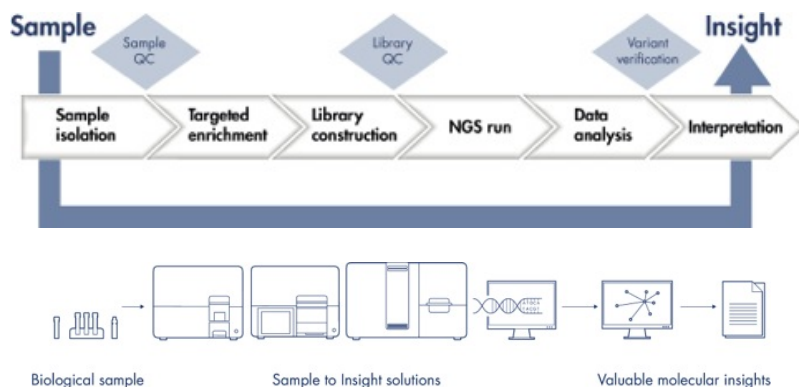 Sample
Insight
Sample
QC
Library
QC
Variant
verification
Sample
isolation
Targeted
enrichment
Library
construction
NGS run
Data
analysis
Interpretation
Biological sample
Sample to Insight solutions
Valuable molecular insights